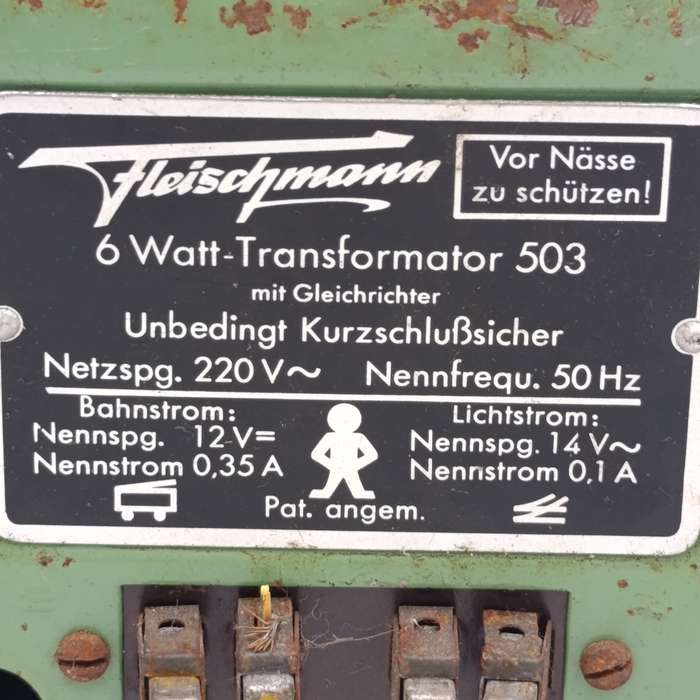 Fleischmann
Vor Nässe
zu schützen!
6 Watt-Transformator 503
mit Gleichrichter
Unbedingt Kurzschlußsicher
Netzspg. 220 V~ Nennfrequ. 50 Hz
Bahnstrom:
Nennspg. 12 V=
Nennstrom 0,35 A
Lichtstrom:
Nennspg. 14 V~
Nennstrom 0,1 A
Pat. angem.